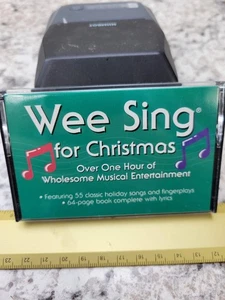 Wee Sing®
for Christmas
Over One Hour of
Wholesome Musical Entertainment
• Featuring 55 classic holiday songs and fingerplays
• 64-page book complete with lyrics